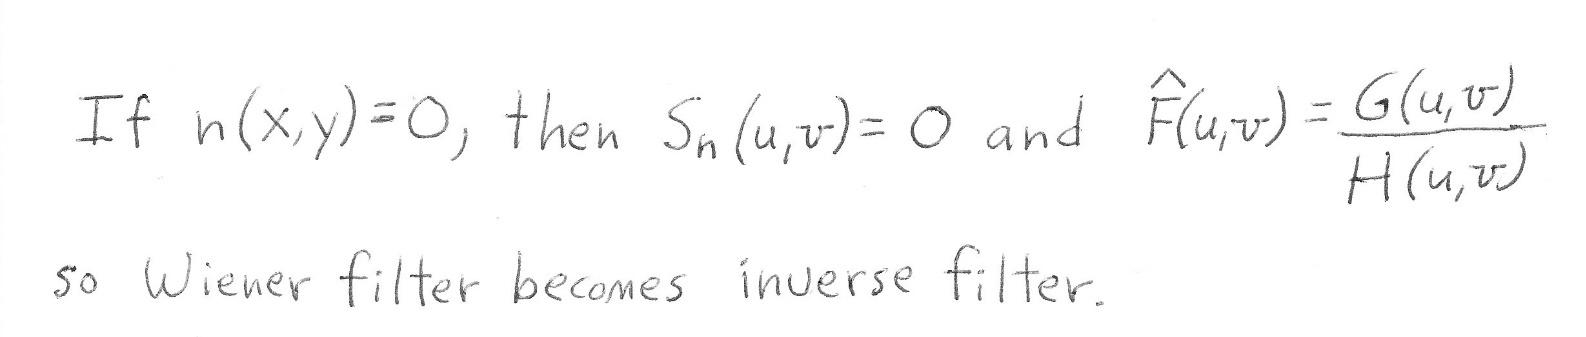 If n(x,y)=0, then Sn(u,v)=0 and F̂(u,v) = G(u,v)/H(u,v)
so Wiener filter becomes inverse filter.